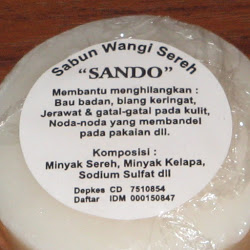 Sabun Wangi Sereh
"SANDO"
Membantu menghilangkan :
Bau badan, biang keringat,
Jerawat & gatal-gatal pada kulit,
Noda-noda yang membandel
pada pakaian dll.
Komposisi :
Minyak Sereh, Minyak Kelapa,
Sodium Sulfat dll
Depkes CD 7510854
Daftar IDM 000150847